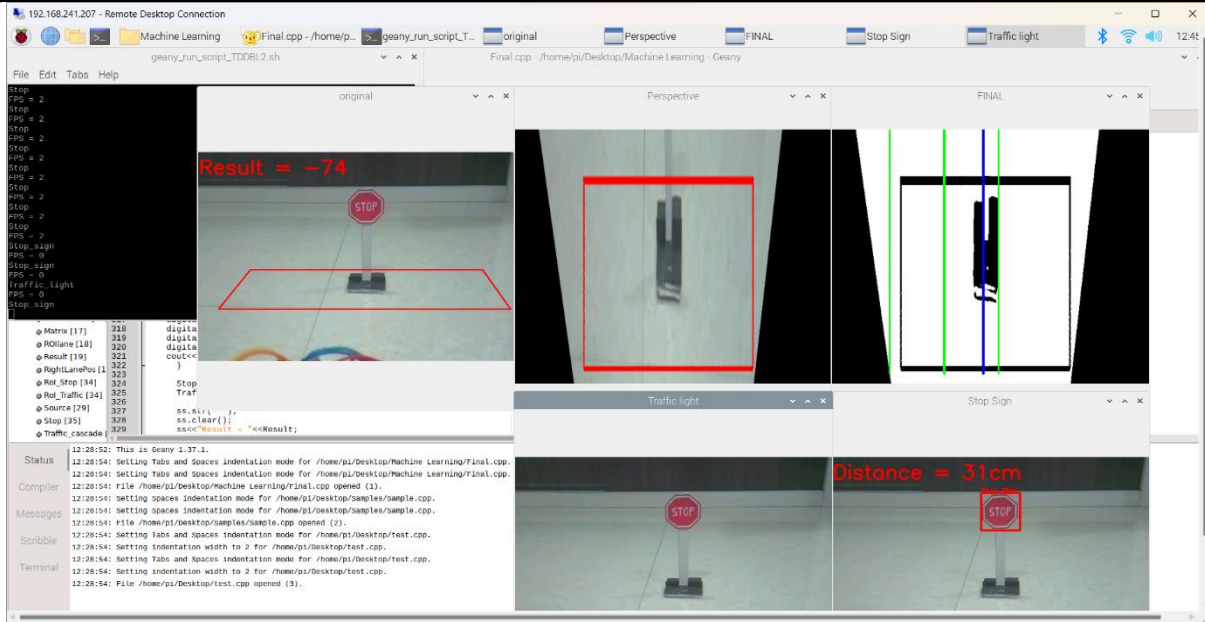 192.168.241.207 - Remote Desktop Connection
Machine Learning
Final.cpp - /home/p...
geany_run_script_T...
original
Perspective
FINAL
Stop Sign
Traffic light
geany_run_script_TDDBL2.sh
Final.cpp - /home/pi/Desktop/Machine Learning - Geany
File Edit Tabs Help
Stop
FPS = 2
Stop
FPS = 2
Stop
FPS = 2
Stop
FPS = 2
Stop
FPS = 2
Stop
FPS = 2
Stop
FPS = 2
Stop
FPS = 2
Stop_sign
FPS = 0
Stop_sign
FPS = 0
Traffic_light
FPS = 0
Stop_sign
original
Result = -74
STOP
Perspective
FINAL
Matrix [17]
ROIlane [18]
Result [19]
RightLanePos [1
RoI_Stop [34]
RoI_Traffic [34]
Source [29]
Stop [35]
Traffic_cascade [
318 digita
319 digita
320 digita
321 cout<<
322 }
323
324 Stop
325 Traf
326
327
328 ss.clear();
329 ss<<"Result = "<<Result;
Traffic light
STOP
Stop Sign
Distance = 31cm
STOP
Status
Compiler
Messages
Scribble
Terminal
12:28:52: This is Geany 1.37.1.
12:28:54: Setting Tabs and Spaces indentation mode for /home/pi/Desktop/Machine Learning/Final.cpp.
12:28:54: Setting Tabs and Spaces indentation mode for /home/pi/Desktop/Machine Learning/Final.cpp.
12:28:54: File /home/pi/Desktop/Machine Learning/Final.cpp opened (1).
12:28:54: Setting Spaces indentation mode for /home/pi/Desktop/Samples/Sample.cpp.
12:28:54: Setting Spaces indentation mode for /home/pi/Desktop/Samples/Sample.cpp.
12:28:54: File /home/pi/Desktop/Samples/Sample.cpp opened (2).
12:28:54: Setting Tabs and Spaces indentation mode for /home/pi/Desktop/test.cpp.
12:28:54: Setting indentation width to 2 for /home/pi/Desktop/test.cpp.
12:28:54: Setting Tabs and Spaces indentation mode for /home/pi/Desktop/test.cpp.
12:28:54: Setting indentation width to 2 for /home/pi/Desktop/test.cpp.
12:28:54: File /home/pi/Desktop/test.cpp opened (3).